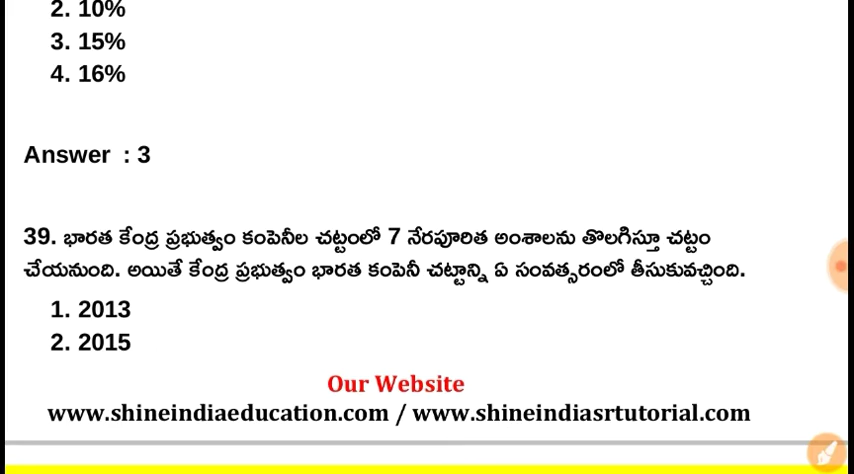 2. 10%
3. 15%
4. 16%
Answer : 3
39. భారత కేంద్ర ప్రభుత్వం కంపెనీల చట్టంలో 7 నేరపూరిత అంశాలను తొలగిస్తూ చట్టం
చేయనుంది. అయితే కేంద్ర ప్రభుత్వం భారత కంపెనీ చట్టాన్ని ఏ సంవత్సరంలో తీసుకువచ్చింది.
1. 2013
2. 2015
Our Website
www.shineindiaeducation.com / www.shineindiasrtutorial.com